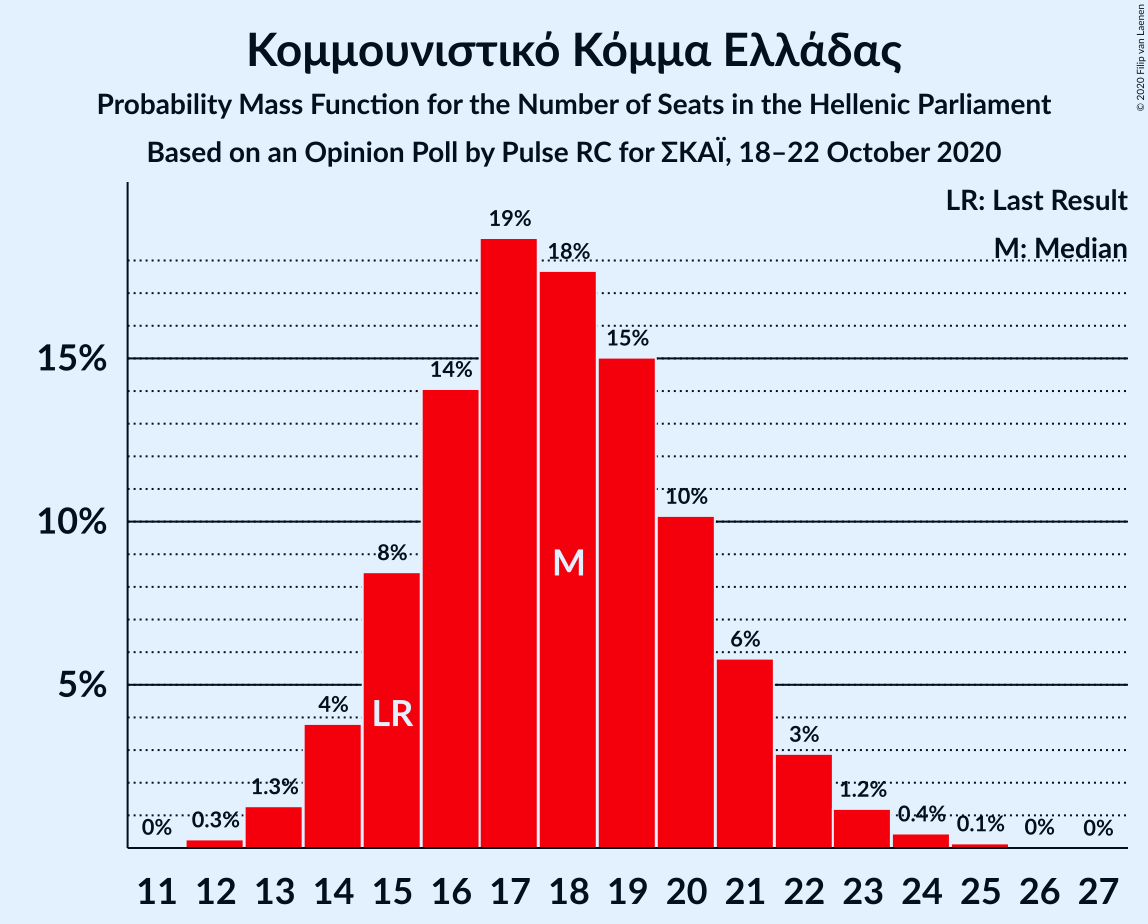 Κομμουνιστικό Κόμμα Ελλάδας
Probability Mass Function for the Number of Seats in the Hellenic Parliament
Based on an Opinion Poll by Pulse RC for ΣΚΑΪ, 18–22 October 2020
© 2020 Filip van Laenen
LR: Last Result
M: Median
15%
10%
5%
0%
0.3%
1.3%
4%
8%
14%
19%
18%
15%
10%
6%
3%
1.2%
0.4%
0.1%
0%
0%
LR
M
11 12 13 14 15 16 17 18 19 20 21 22 23 24 25 26 27